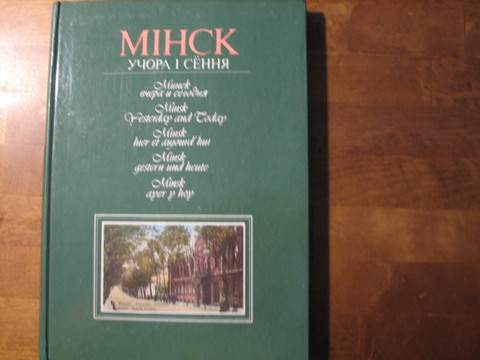 МІНСК
УЧОРА І СЁННЯ
Минск
вчера и сегодня
Minsk
Yesterday and Today
Minsk
hier et aujourd'hui
Minsk
gestern und heute
Minsk
ayer y hoy